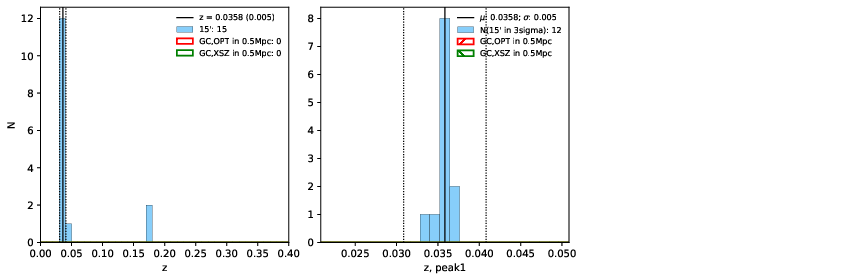 z = 0.0358 (0.005)
15': 15
GC,OPT in 0.5Mpc: 0
GC,XSZ in 0.5Mpc: 0
N
12
10
8
6
4
2
0
0.00 0.05 0.10 0.15 0.20 0.25 0.30 0.35 0.40
z
μ: 0.0358; σ: 0.005
N(15' in 3sigma): 12
GC,OPT in 0.5Mpc
GC,XSZ in 0.5Mpc
8
7
6
5
4
3
2
1
0
0.025 0.030 0.035 0.040 0.045 0.050
z, peak1